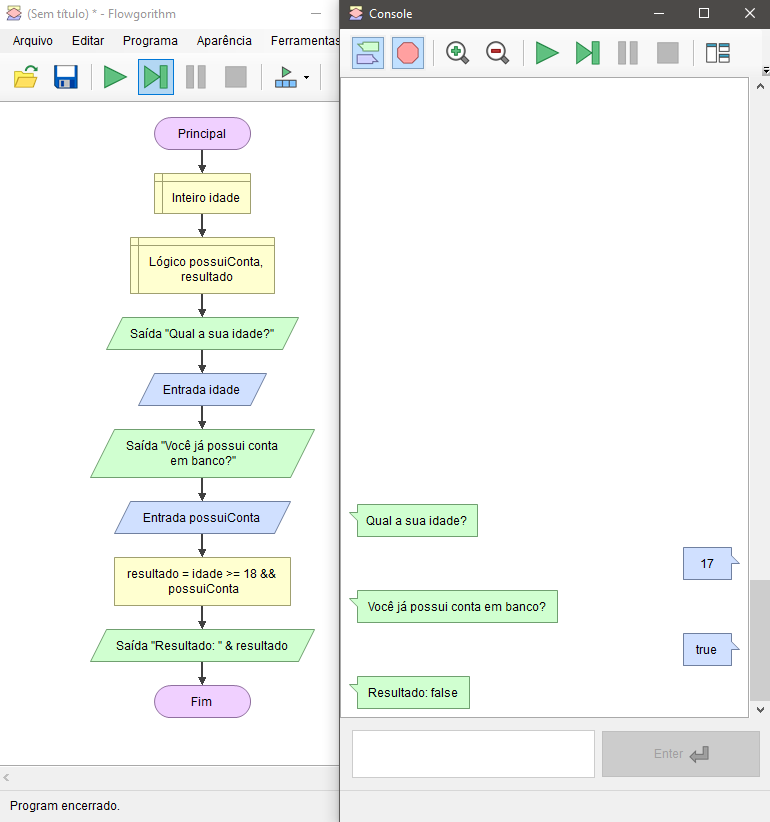 (Sem título) * - Flowgorithm
Arquivo Editar Programa Aparência Ferramentas
Principal
Inteiro idade
Lógico possuiConta,
resultado
Saída "Qual a sua idade?"
Entrada idade
Saída "Você já possui conta
em banco?"
Entrada possuiConta
resultado = idade >= 18 &&
possuiConta
Saída "Resultado: " & resultado
Fim
Program encerrado.
Console
Qual a sua idade?
17
Você já possui conta em banco?
true
Resultado: false
Enter